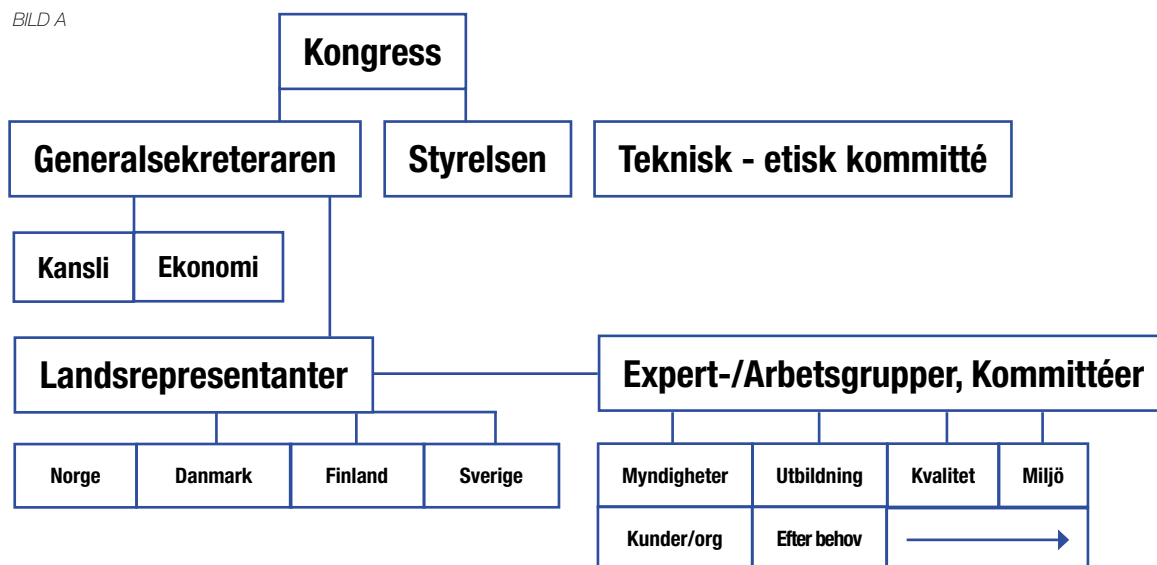 BILD A
Kongress
Generalsekreteraren
Styrelsen
Teknisk - etisk kommitté
Kansli
Ekonomi
Landsrepresentanter
Expert-/Arbetsgrupper, Kommittéer
Norge
Danmark
Finland
Sverige
Myndigheter
Utbildning
Kvalitet
Miljö
Kunder/org
Efter behov